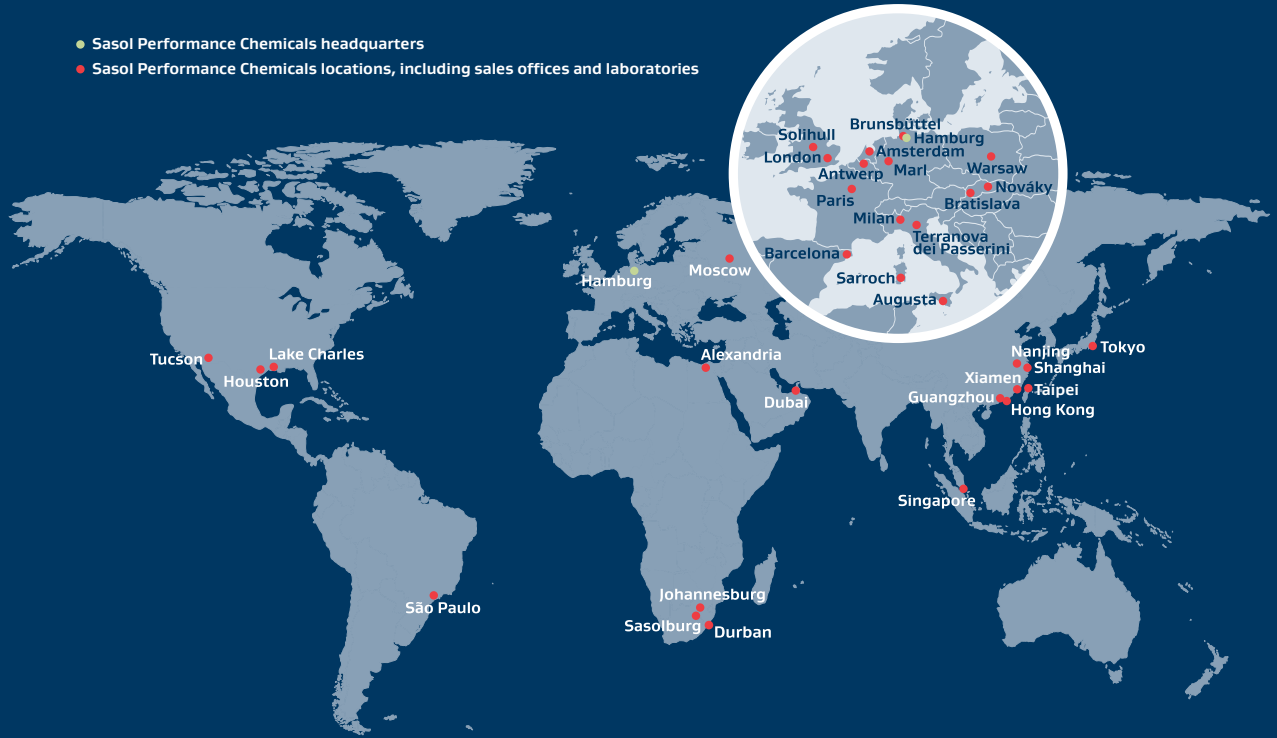 Sasol Performance Chemicals headquarters
Sasol Performance Chemicals locations, including sales offices and laboratories
Brunsbüttel
Solihull
Hamburg
London
Amsterdam
Antwerp
Marl
Warsaw
Paris
Nováky
Bratislava
Milan
Terranova
dei Passerini
Barcelona
Sarroch
Augusta
Moscow
Hamburg
Tucson
Lake Charles
Houston
Alexandria
Dubai
Nanjing
Tokyo
Shanghai
Xiamen
Taipei
Guangzhou
Hong Kong
Singapore
São Paulo
Johannesburg
Sasolburg
Durban